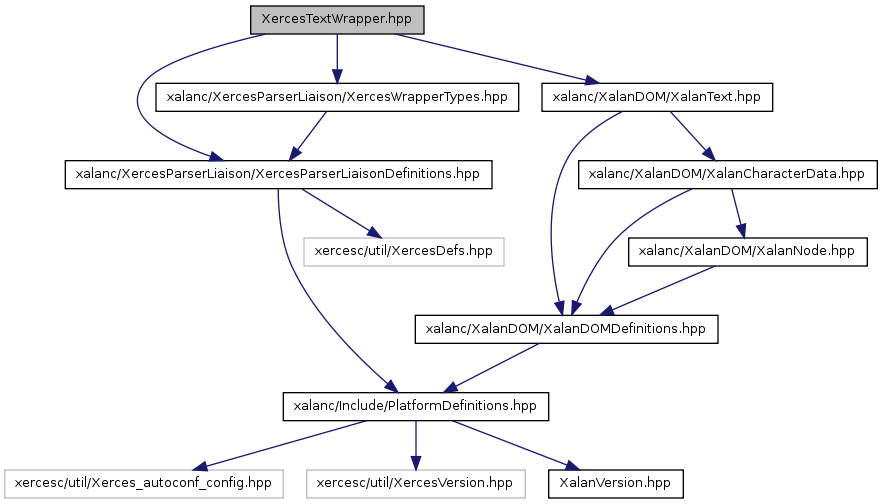 XercesTextWrapper.hpp
xalanc/XercesParserLiaison/XercesWrapperTypes.hpp
xalanc/XalanDOM/XalanText.hpp
xalanc/XercesParserLiaison/XercesParserLiaisonDefinitions.hpp
xalanc/XalanDOM/XalanCharacterData.hpp
xercesc/util/XercesDefs.hpp
xalanc/XalanDOM/XalanNode.hpp
xalanc/XalanDOM/XalanDOMDefinitions.hpp
xalanc/Include/PlatformDefinitions.hpp
xercesc/util/Xerces_autoconf_config.hpp
xercesc/util/XercesVersion.hpp
XalanVersion.hpp